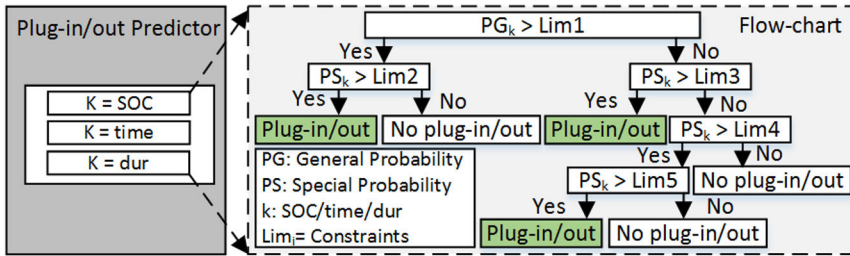 Plug-in/out Predictor
K = SOC
K = time
K = dur
Flow-chart
PGk > Lim1
Yes
No
PSk > Lim2
PSk > Lim3
Yes
No
Yes
No
Plug-in/out
No plug-in/out
Plug-in/out
PSk > Lim4
Yes
No
PSk > Lim5
No plug-in/out
Yes
No
Plug-in/out
No plug-in/out
PG: General Probability
PS: Special Probability
k: SOC/time/dur
Limi= Constraints